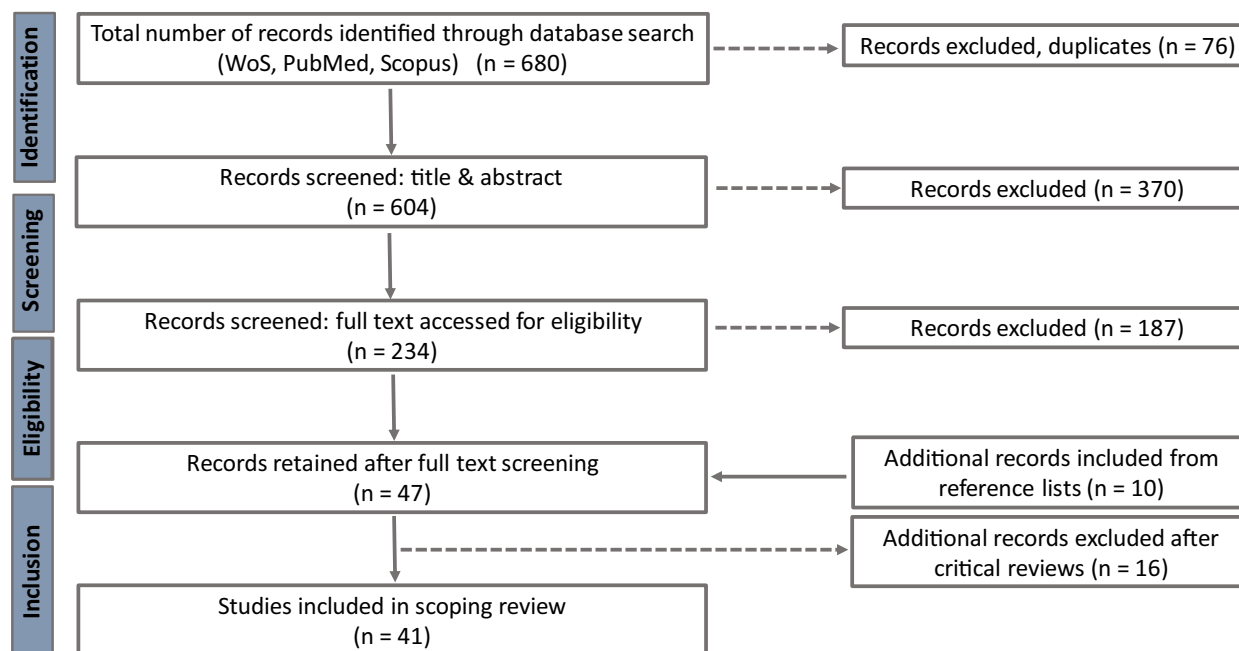 Identification
Total number of records identified through database search
(WoS, PubMed, Scopus) (n = 680)
Records excluded, duplicates (n = 76)
Records screened: title & abstract
(n = 604)
Records excluded (n = 370)
Screening
Records screened: full text accessed for eligibility
(n = 234)
Records excluded (n = 187)
Eligibility
Records retained after full text screening
(n = 47)
Additional records included from
reference lists (n = 10)
Inclusion
Additional records excluded after
critical reviews (n = 16)
Studies included in scoping review
(n = 41)